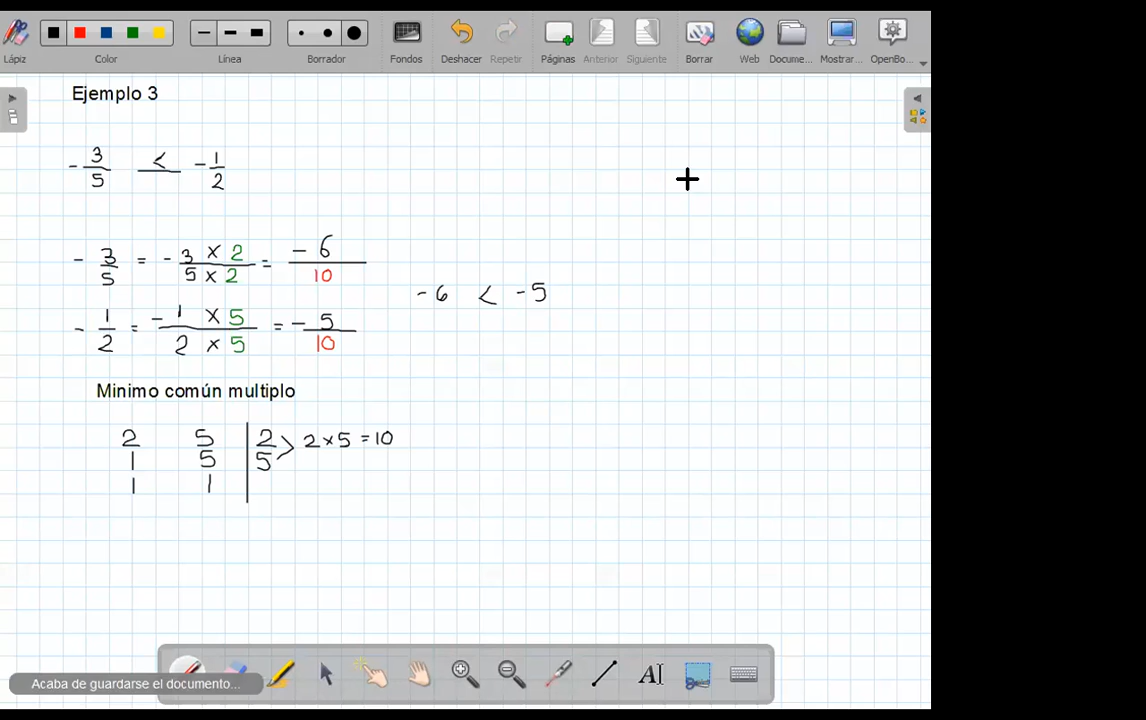 Lápiz Color Línea Borrador Fondos Deshacer Repetir Páginas Anterior Siguiente Borrar Web Docume... Mostrar... OpenBo...
Ejemplo 3
- 3/5 < - 1/2
- 3/5 = - 3 × 2 / 5 × 2 = - 6 / 10
-6 < -5
- 1/2 = - 1 × 5 / 2 × 5 = - 5 / 10
Minimo común multiplo
2 5 | 2 > 2 × 5 = 10
1 5 | 5
1 1 |
Acaba de guardarse el documento...
AI